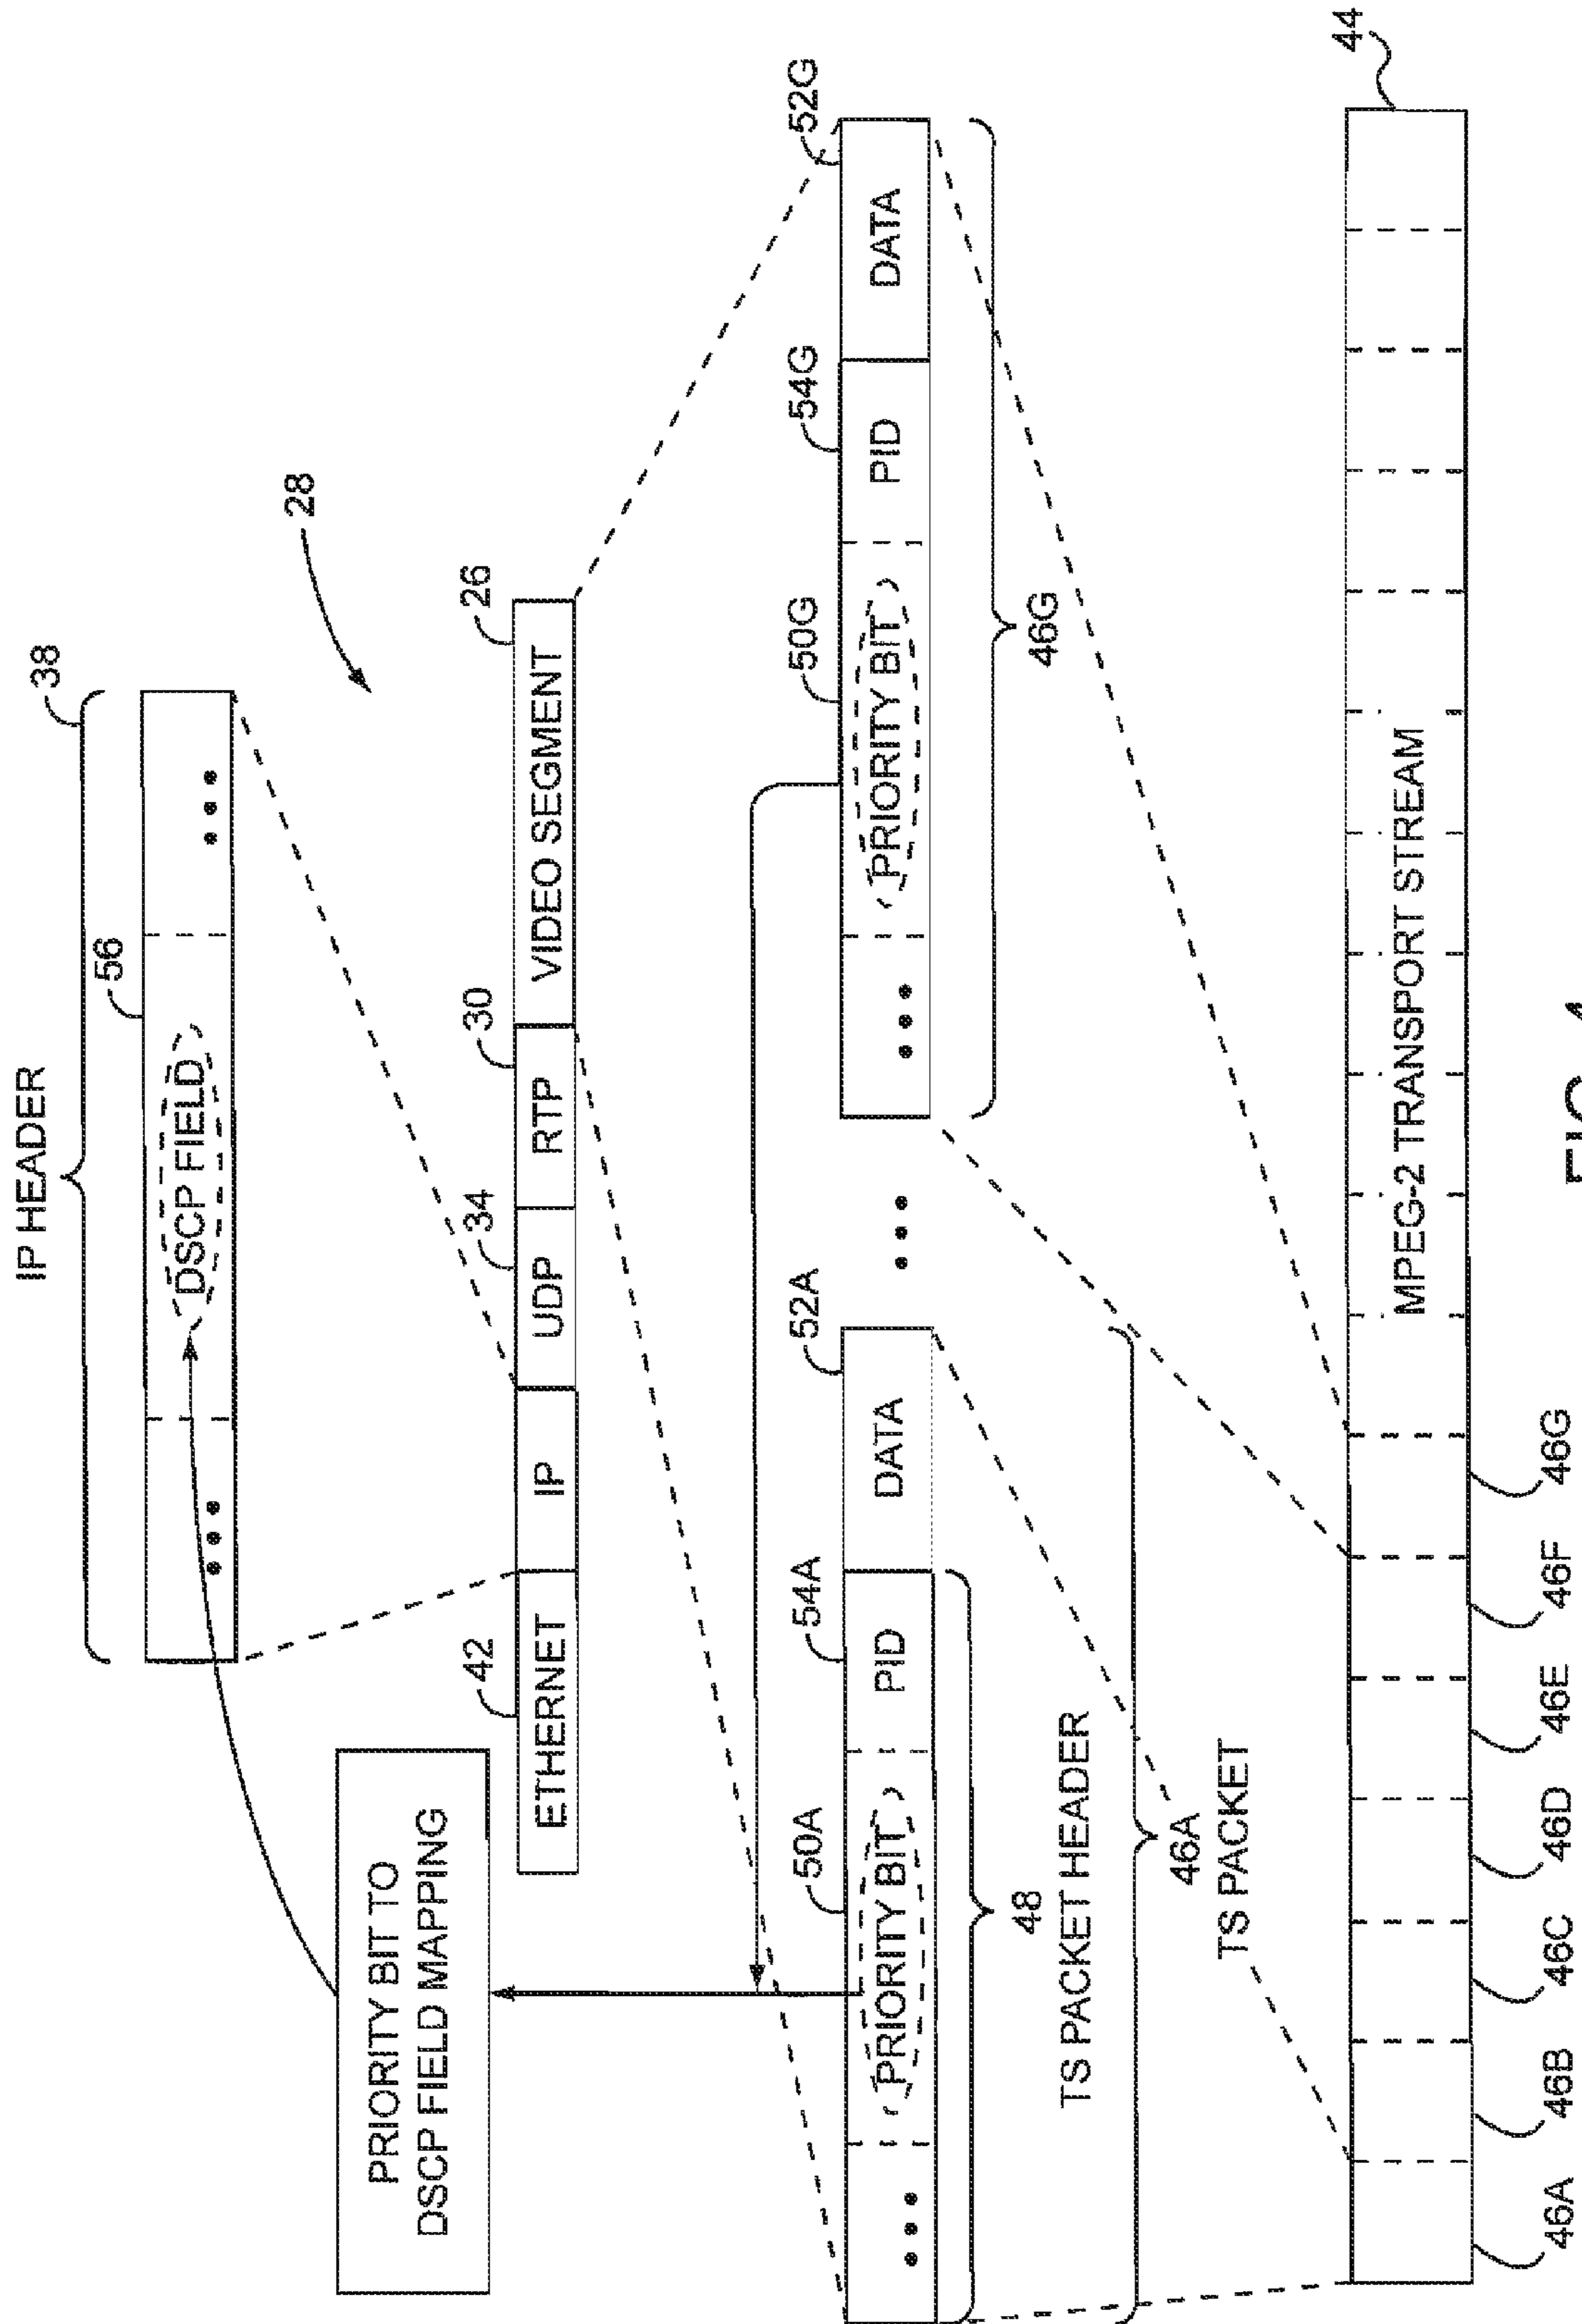 IP HEADER
38
56
••• DSCP FIELD •••
28
PRIORITY BIT TO
DSCP FIELD MAPPING
42 34 30 26
ETHERNET IP UDP RTP VIDEO SEGMENT
50A 54A 52A 50G 54G 52G
••• PRIORITY BIT PID DATA ••• ••• PRIORITY BIT PID DATA
48
TS PACKET HEADER
46G
46A
TS PACKET
44
MPEG-2 TRANSPORT STREAM
46A 46B 46C 46D 46E 46F 46G